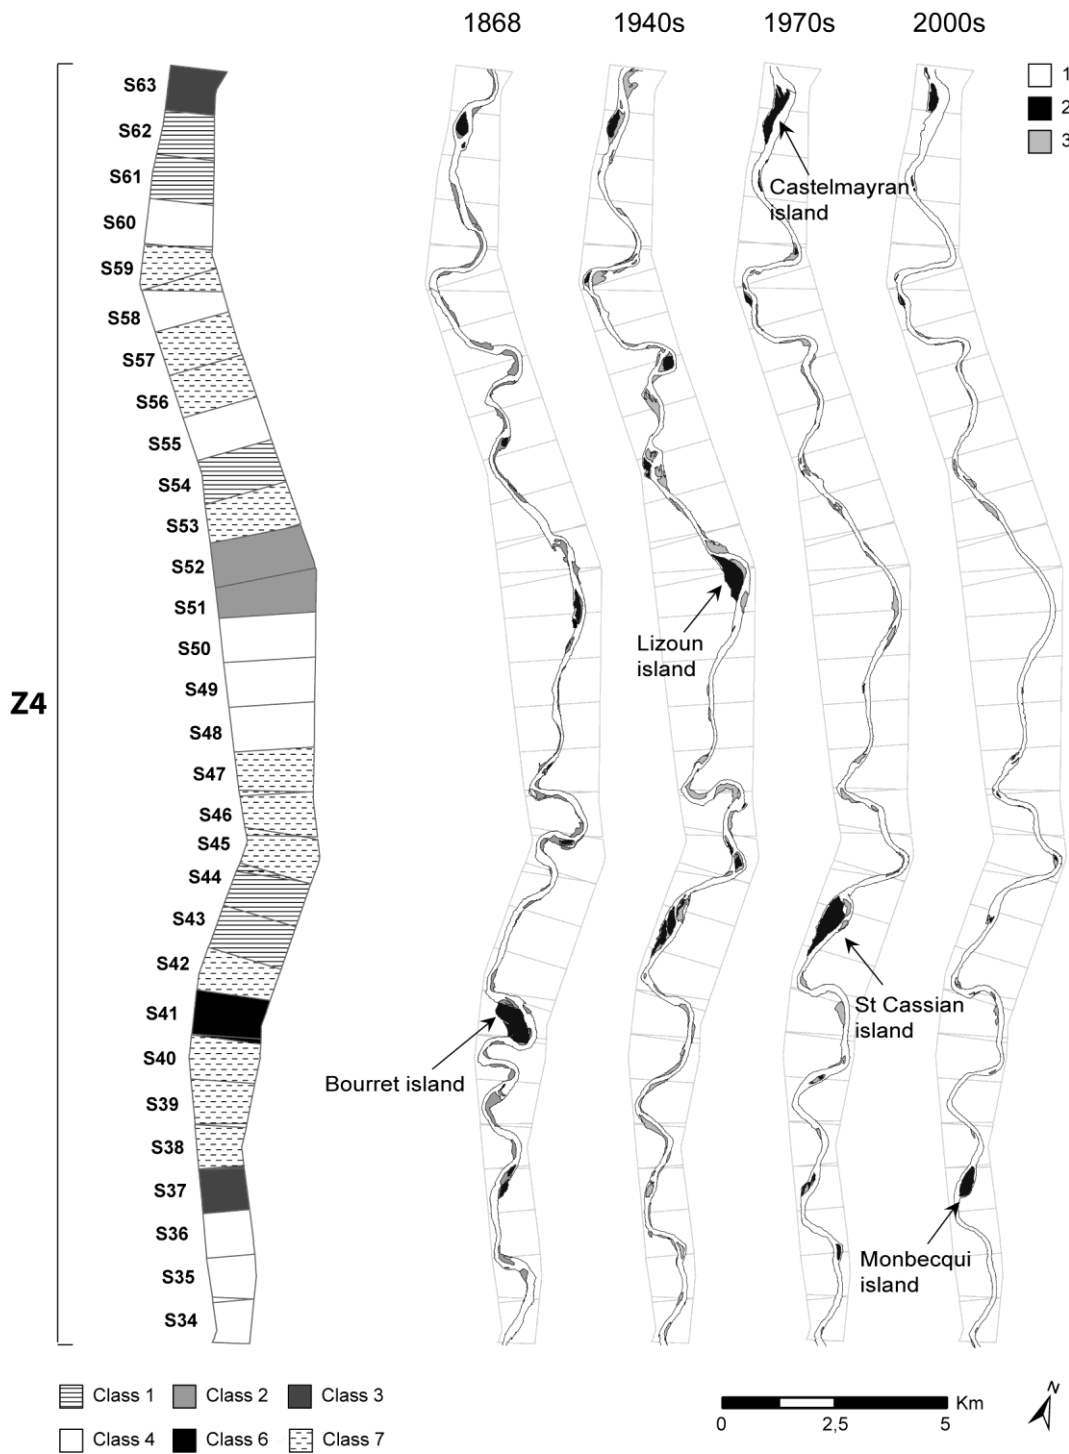 1868
1940s
1970s
2000s
1
2
3
S63
S62
S61
S60
S59
S58
S57
S56
S55
S54
S53
S52
S51
S50
S49
S48
S47
S46
S45
S44
S43
S42
S41
S40
S39
S38
S37
S36
S35
S34
Z4
Castelmayran
island
Lizoun
island
St Cassian
island
Bourret island
Monbecqui
island
Class 1
Class 2
Class 3
Class 4
Class 6
Class 7
Km
0
2,5
5
N